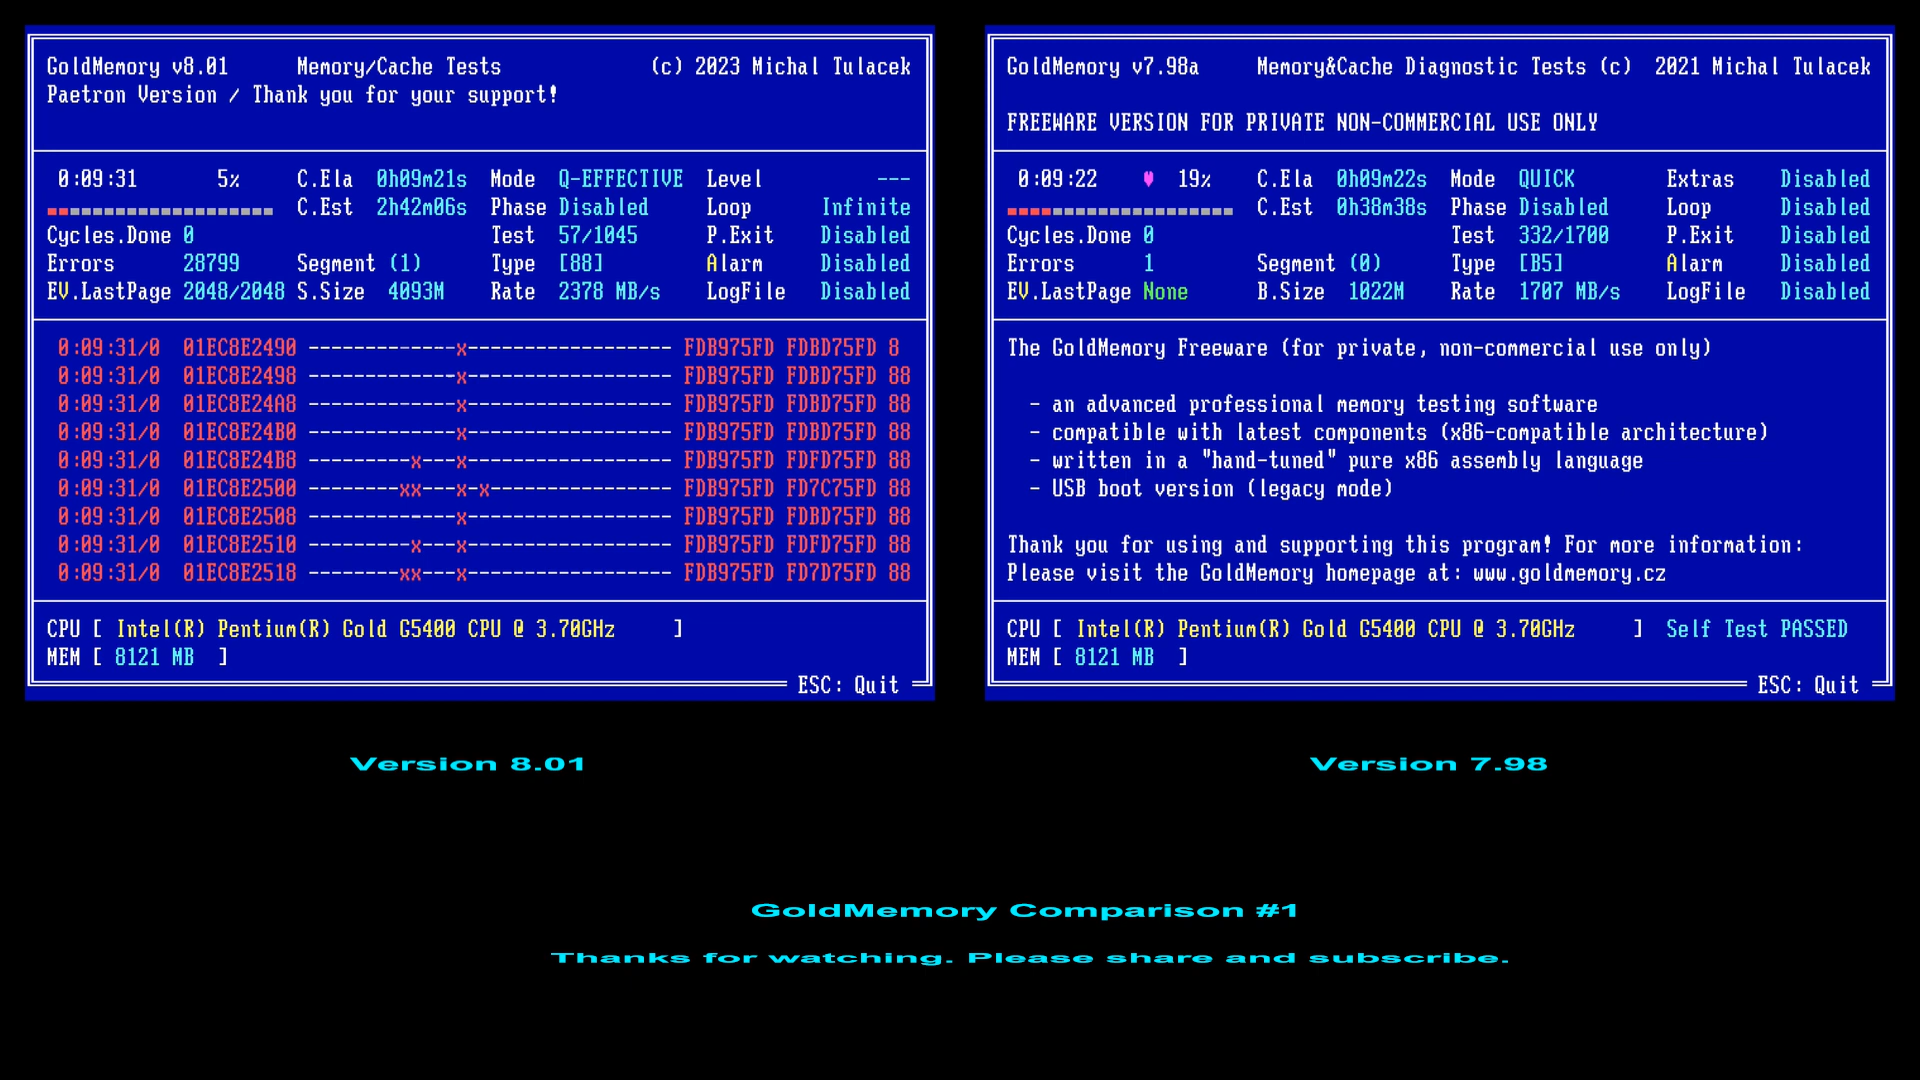 GoldMemory v8.01 Memory/Cache Tests (c) 2023 Michal Tulacek
Paetron Version / Thank you for your support!
0:09:31 5% C.Ela 0h09m21s Mode Q-EFFECTIVE Level ---
C.Est 2h42m06s Phase Disabled Loop Infinite
Cycles.Done 0 Test 57/1045 P.Exit Disabled
Errors 28799 Segment (1) Type [88] Alarm Disabled
EV.LastPage 2048/2048 S.Size 4093M Rate 2378 MB/s LogFile Disabled
0:09:31/0 01EC8E2490 -------------x------------------ FDB975FD FDBD75FD 8
0:09:31/0 01EC8E2498 -------------x------------------ FDB975FD FDBD75FD 88
0:09:31/0 01EC8E24A8 -------------x------------------ FDB975FD FDBD75FD 88
0:09:31/0 01EC8E24B0 -------------x------------------ FDB975FD FDBD75FD 88
0:09:31/0 01EC8E24B8 ---------x---x------------------ FDB975FD FDFD75FD 88
0:09:31/0 01EC8E2500 --------xx---x-x---------------- FDB975FD FD7C75FD 88
0:09:31/0 01EC8E2508 -------------x------------------ FDB975FD FDBD75FD 88
0:09:31/0 01EC8E2510 ---------x---x------------------ FDB975FD FDFD75FD 88
0:09:31/0 01EC8E2518 --------xx---x------------------ FDB975FD FD7D75FD 88
CPU [ Intel(R) Pentium(R) Gold G5400 CPU @ 3.70GHz ]
MEM [ 8121 MB ]
ESC: Quit
GoldMemory v7.98a Memory&Cache Diagnostic Tests (c) 2021 Michal Tulacek
FREEWARE VERSION FOR PRIVATE NON-COMMERCIAL USE ONLY
0:09:22 ♥ 19% C.Ela 0h09m22s Mode QUICK Extras Disabled
C.Est 0h38m38s Phase Disabled Loop Disabled
Cycles.Done 0 Test 332/1700 P.Exit Disabled
Errors 1 Segment (0) Type [B5] Alarm Disabled
EV.LastPage None B.Size 1022M Rate 1707 MB/s LogFile Disabled
The GoldMemory Freeware (for private, non-commercial use only)
- an advanced professional memory testing software
- compatible with latest components (x86-compatible architecture)
- written in a "hand-tuned" pure x86 assembly language
- USB boot version (legacy mode)
Thank you for using and supporting this program! For more information:
Please visit the GoldMemory homepage at: www.goldmemory.cz
CPU [ Intel(R) Pentium(R) Gold G5400 CPU @ 3.70GHz ] Self Test PASSED
MEM [ 8121 MB ]
ESC: Quit
Version 8.01
Version 7.98
GoldMemory Comparison #1
Thanks for watching. Please share and subscribe.